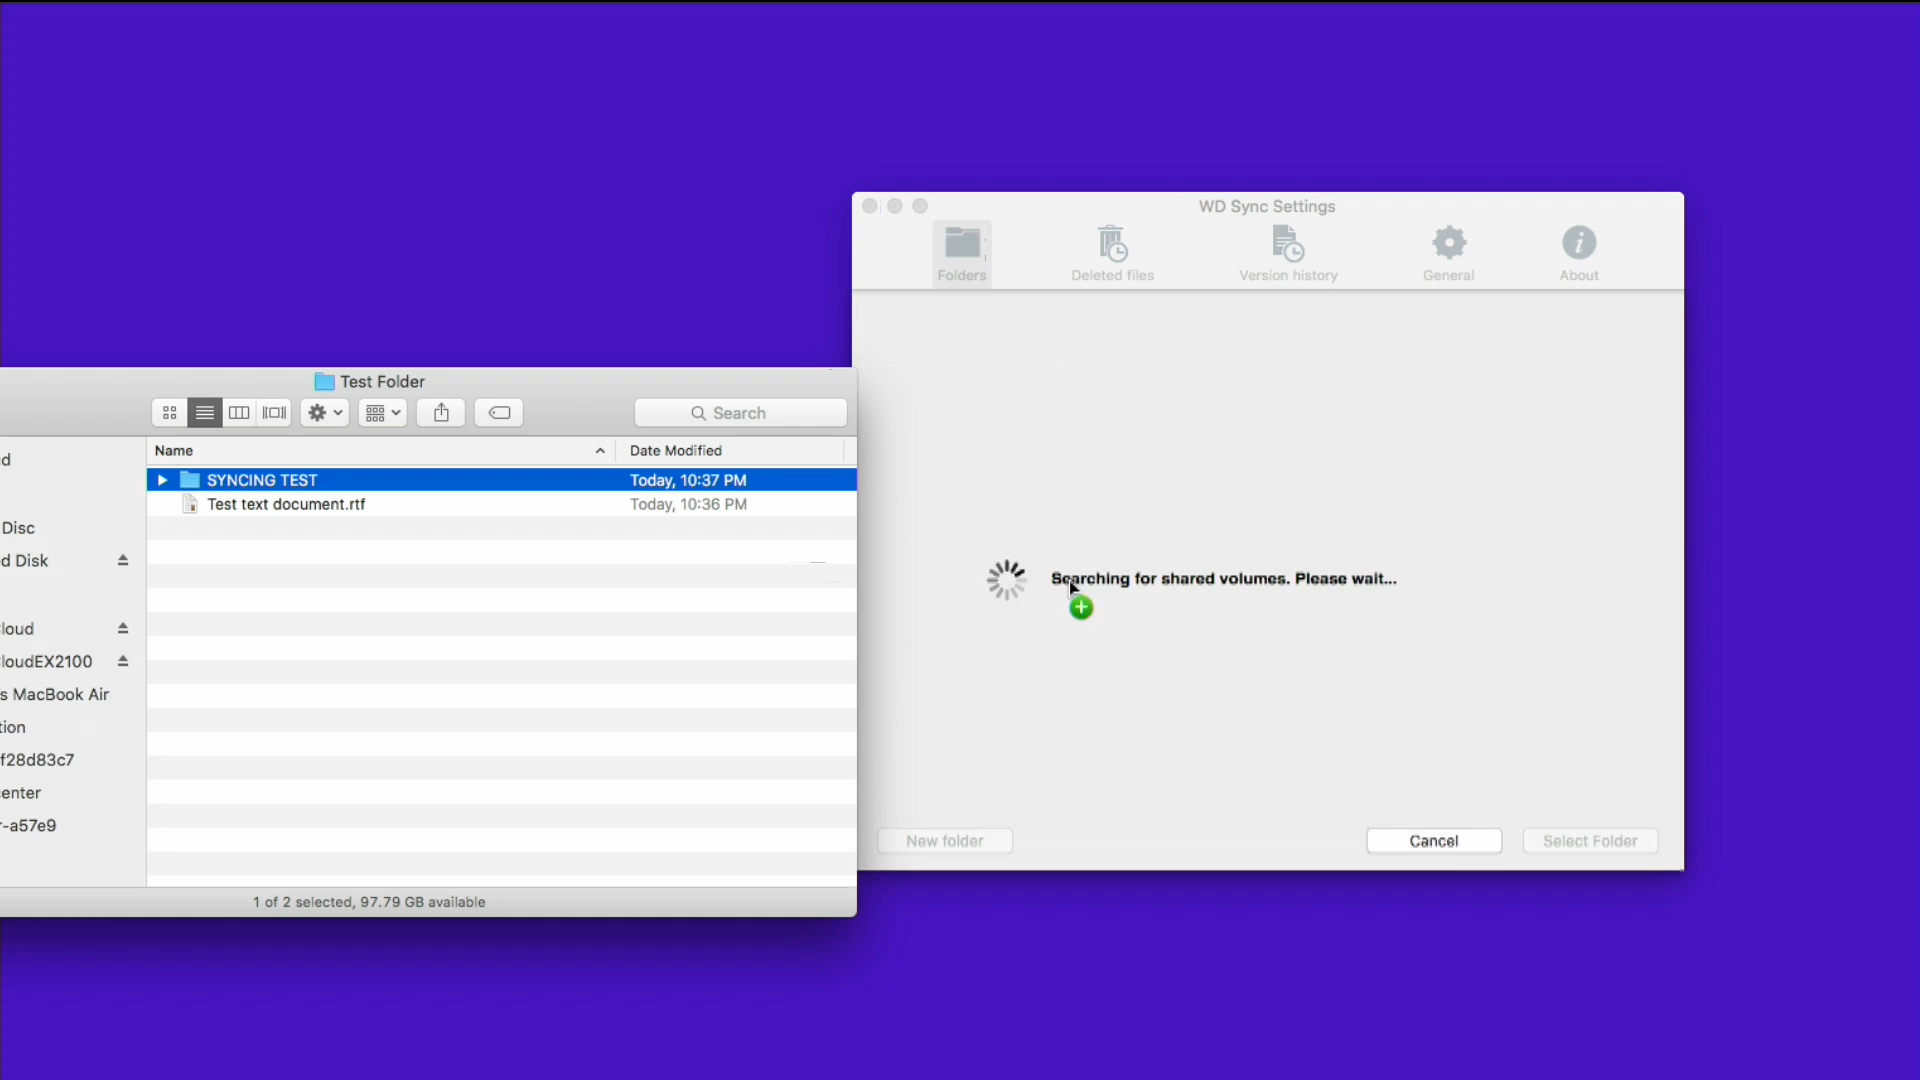 WD Sync Settings
Folders
Deleted files
Version history
General
About
Searching for shared volumes. Please wait...
New folder
Cancel
Select Folder
Test Folder
Search
Name
Date Modified
SYNCING TEST
Today, 10:37 PM
Test text document.rtf
Today, 10:36 PM
d
Disc
d Disk
loud
loudEX2100
s MacBook Air
tion
f28d83c7
enter
-a57e9
1 of 2 selected, 97.79 GB available